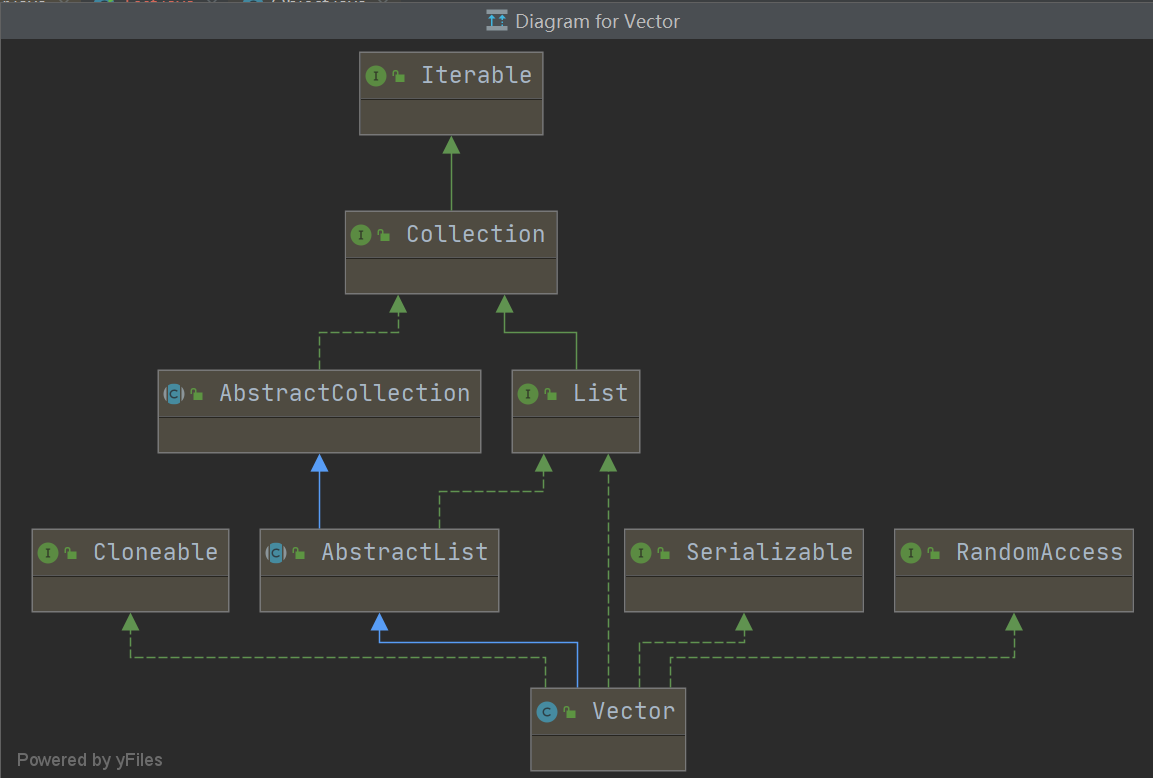 Diagram for Vector
I Iterable
I Collection
C AbstractCollection
I List
I Cloneable
C AbstractList
I Serializable
I RandomAccess
C Vector
Powered by yFiles